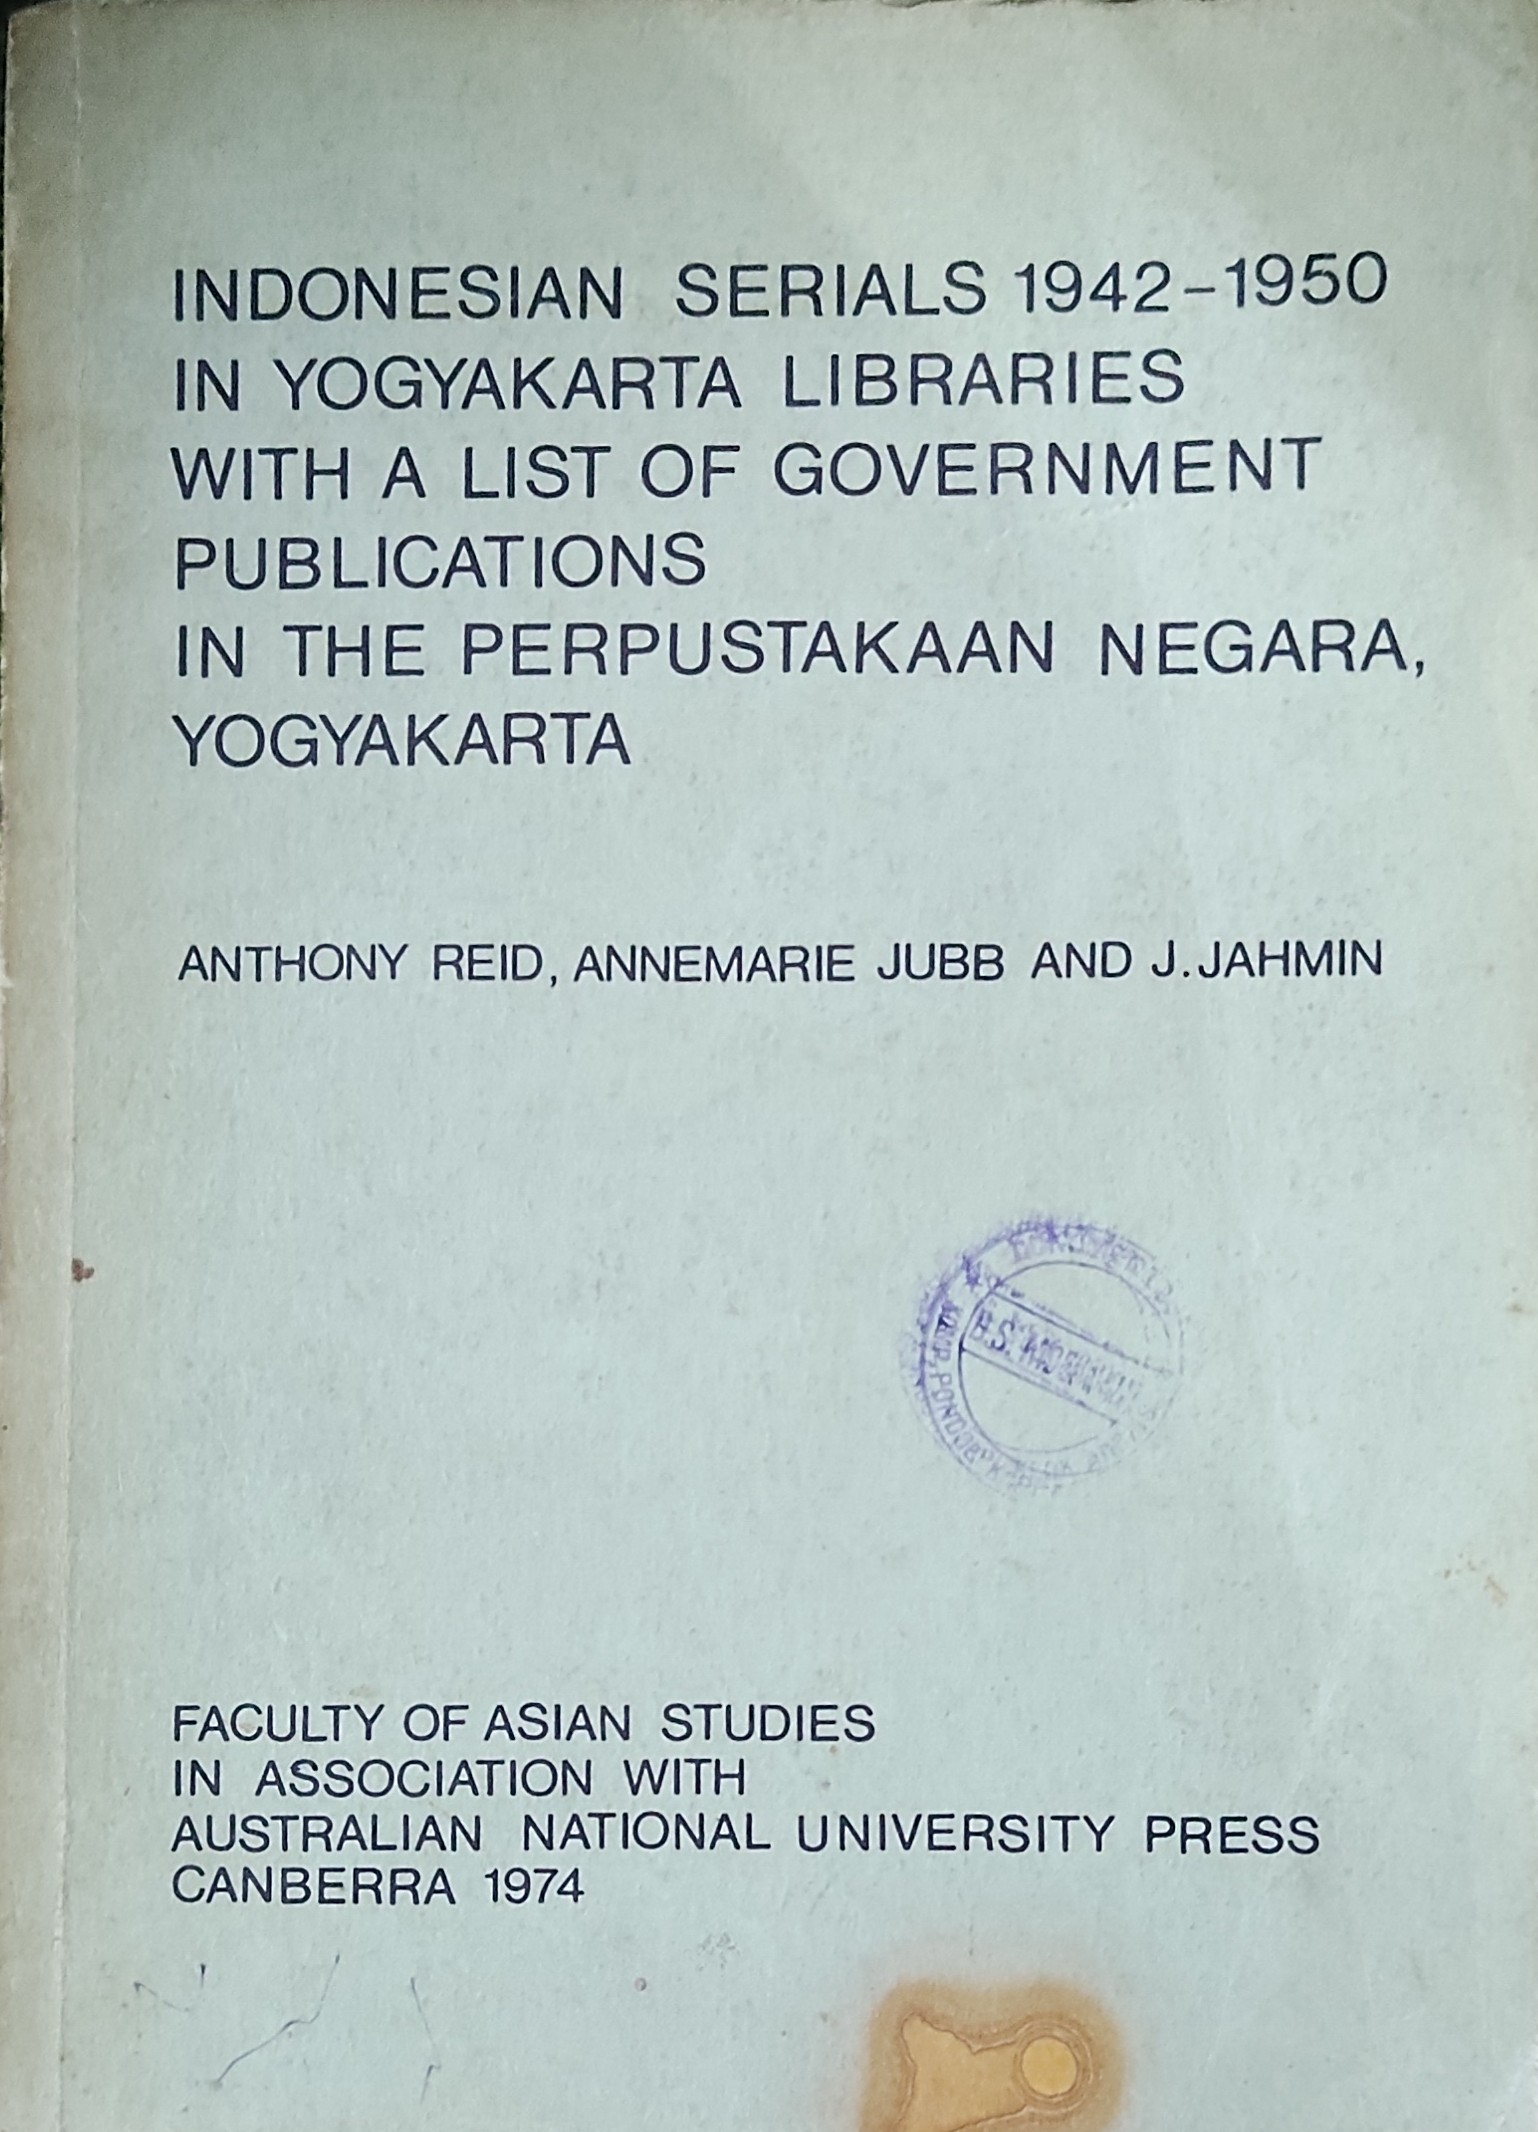 INDONESIAN SERIALS 1942-1950
IN YOGYAKARTA LIBRARIES
WITH A LIST OF GOVERNMENT
PUBLICATIONS
IN THE PERPUSTAKAAN NEGARA,
YOGYAKARTA
ANTHONY REID, ANNEMARIE JUBB AND J. JAHMIN
FACULTY OF ASIAN STUDIES
IN ASSOCIATION WITH
AUSTRALIAN NATIONAL UNIVERSITY PRESS
CANBERRA 1974